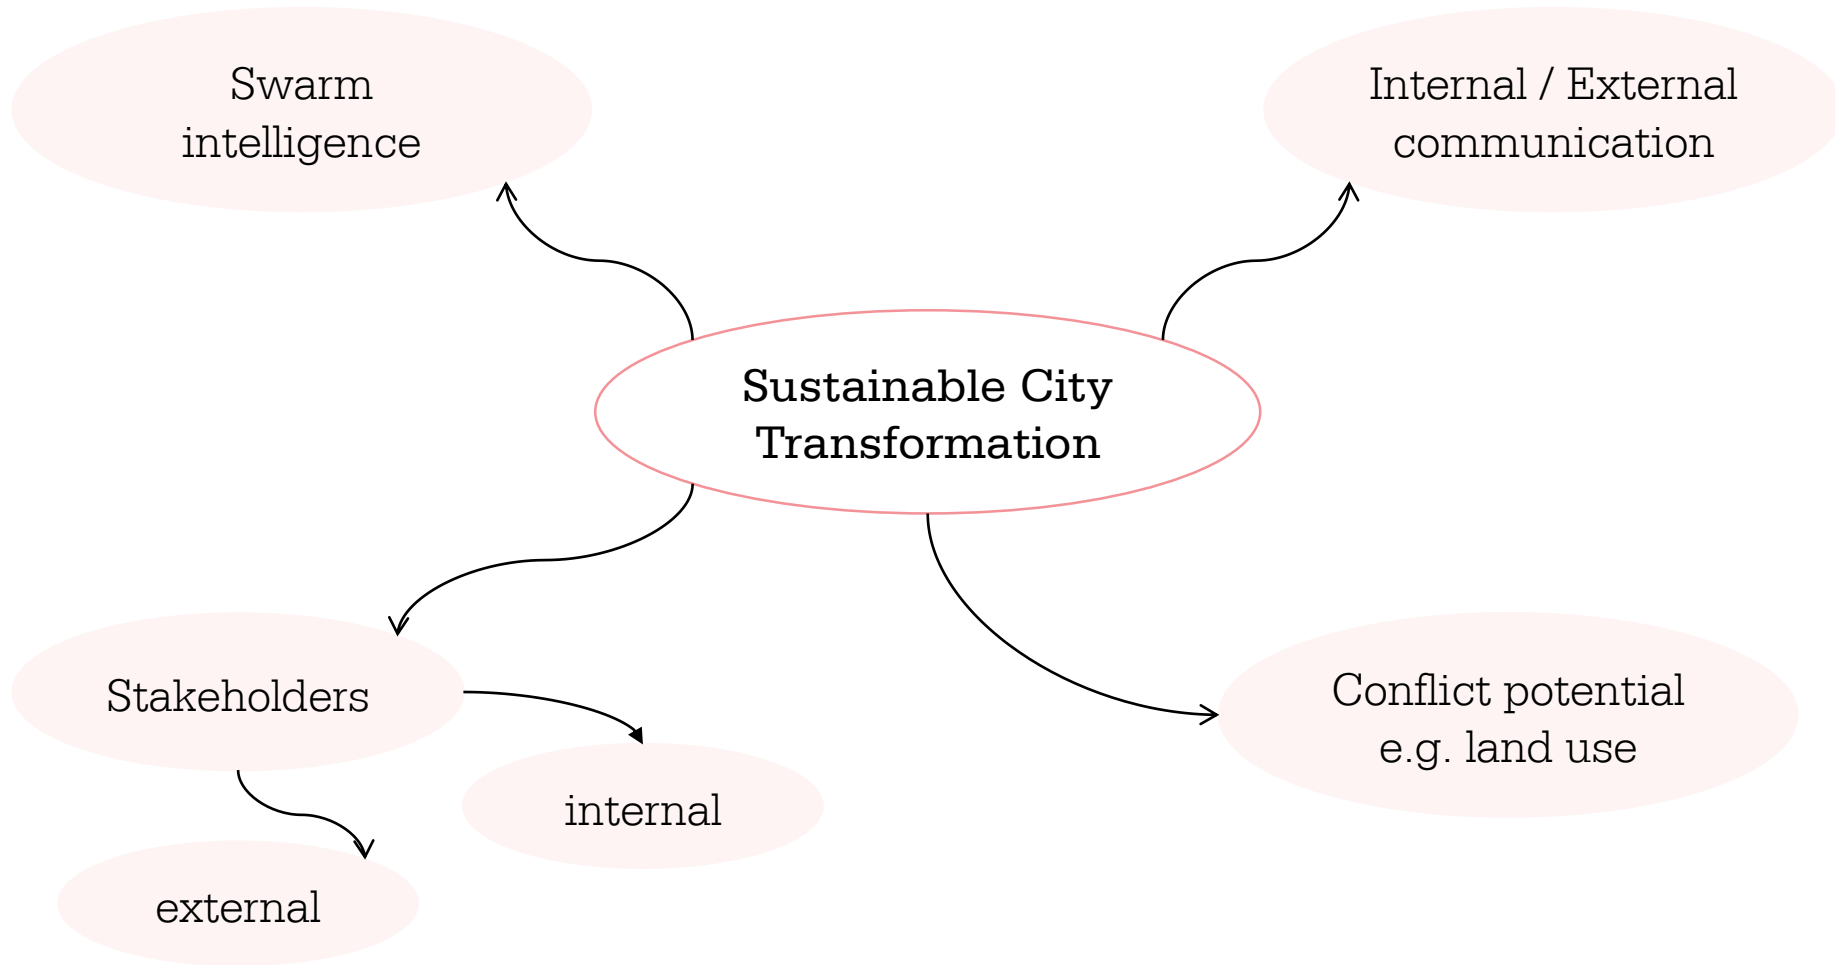 Swarm
intelligence
Internal / External
communication
Sustainable City
Transformation
Stakeholders
internal
external
Conflict potential
e.g. land use